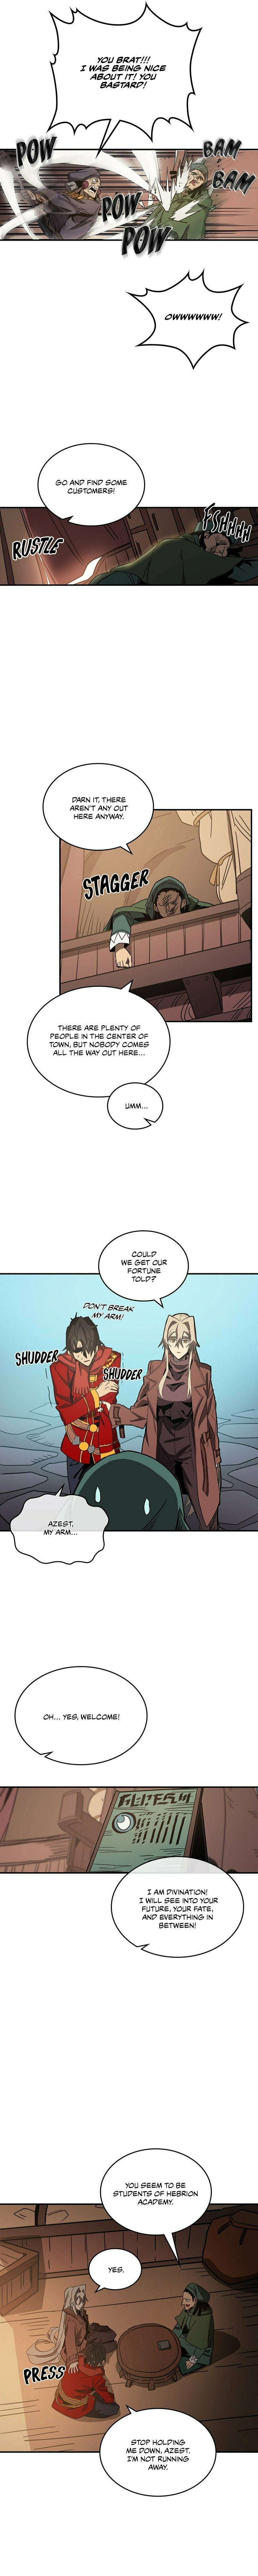 YOU BRAT!!!
I WAS BEING NICE
ABOUT IT! YOU
BASTARD!
POW
BAM
BAM
POW
POW
OWWWWWW!
GO AND FIND SOME
CUSTOMERS!
FSHHHH
RUSTLE
DARN IT, THERE
AREN'T ANY OUT
HERE ANYWAY.
STAGGER
THERE ARE PLENTY OF
PEOPLE IN THE CENTER OF
TOWN, BUT NOBODY COMES
ALL THE WAY OUT HERE...
UMM...
COULD
WE GET OUR
FORTUNE
TOLD?
DON'T BREAK
MY ARM!
SHUDDER
SHUDDER
AZEST,
MY ARM...
OH... YES, WELCOME!
I AM DIVINATION!
I WILL SEE INTO YOUR
FUTURE, YOUR FATE,
AND EVERYTHING IN
BETWEEN!
YOU SEEM TO BE
STUDENTS OF HEBRION
ACADEMY.
YES.
PRESS
STOP HOLDING
ME DOWN, AZEST.
I'M NOT RUNNING
AWAY.